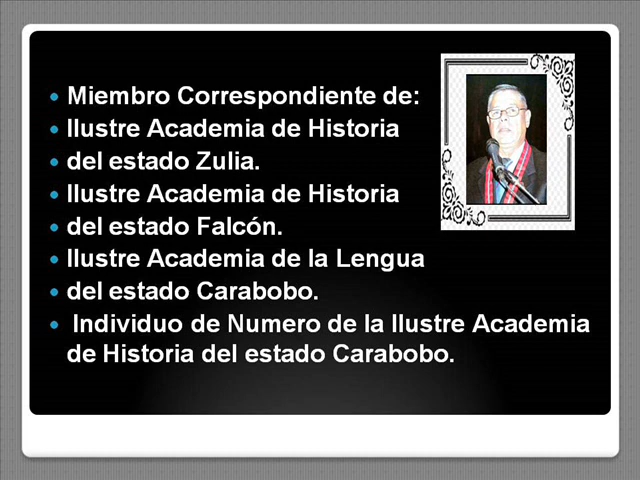 Miembro Correspondiente de:
Ilustre Academia de Historia
del estado Zulia.
Ilustre Academia de Historia
del estado Falcón.
Ilustre Academia de la Lengua
del estado Carabobo.
Individuo de Numero de la Ilustre Academia
de Historia del estado Carabobo.